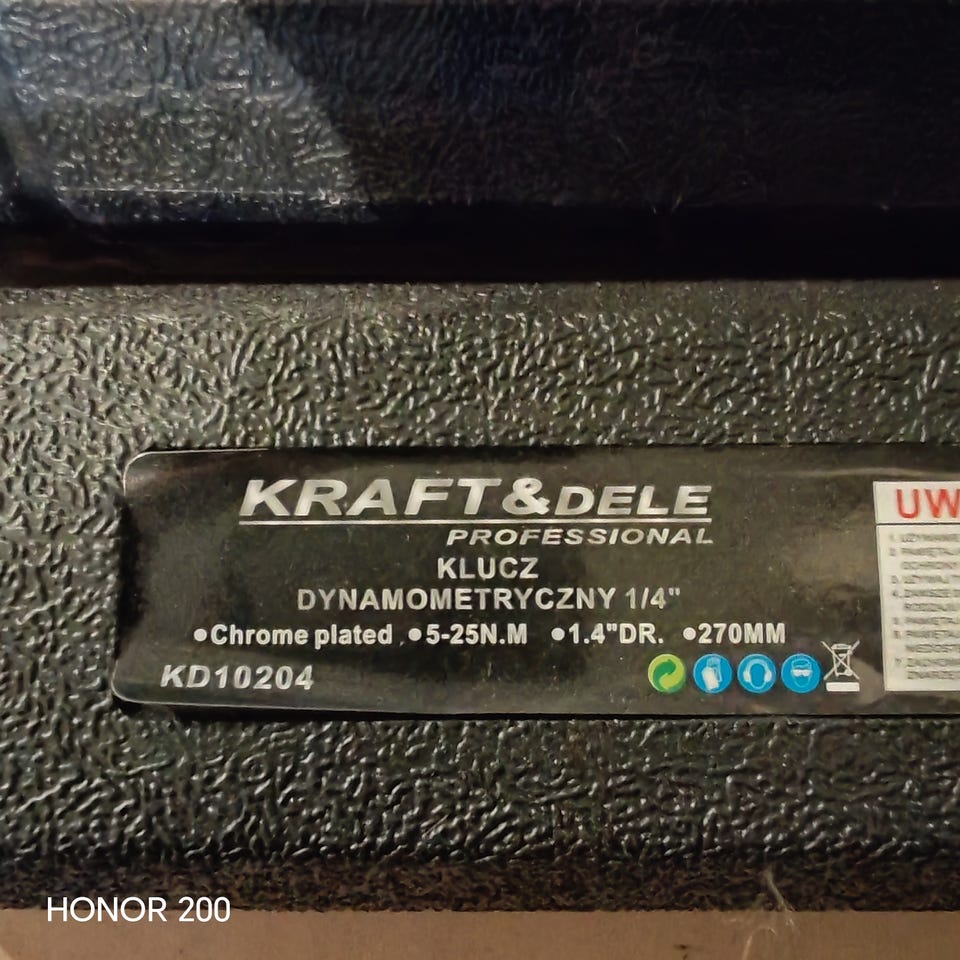 KRAFT&DELE
PROFESSIONAL
KLUCZ
DYNAMOMETRYCZNY 1/4"
•Chrome plated •5-25N.M •1.4"DR. •270MM
KD10204
UW
HONOR 200